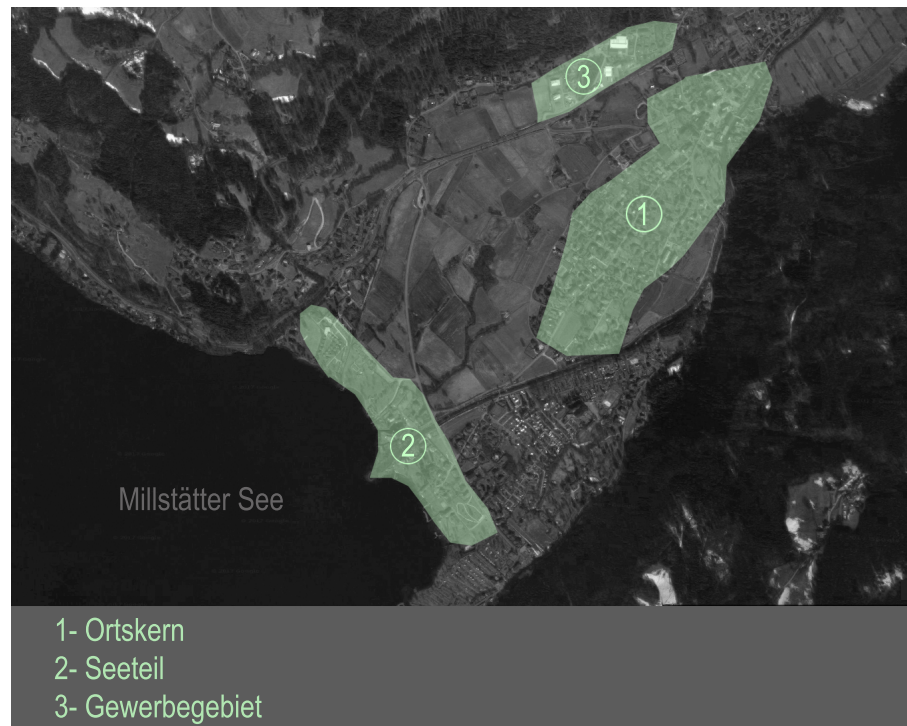 3
1
2
Millstätter See
1- Ortskern
2- Seeteil
3- Gewerbegebiet